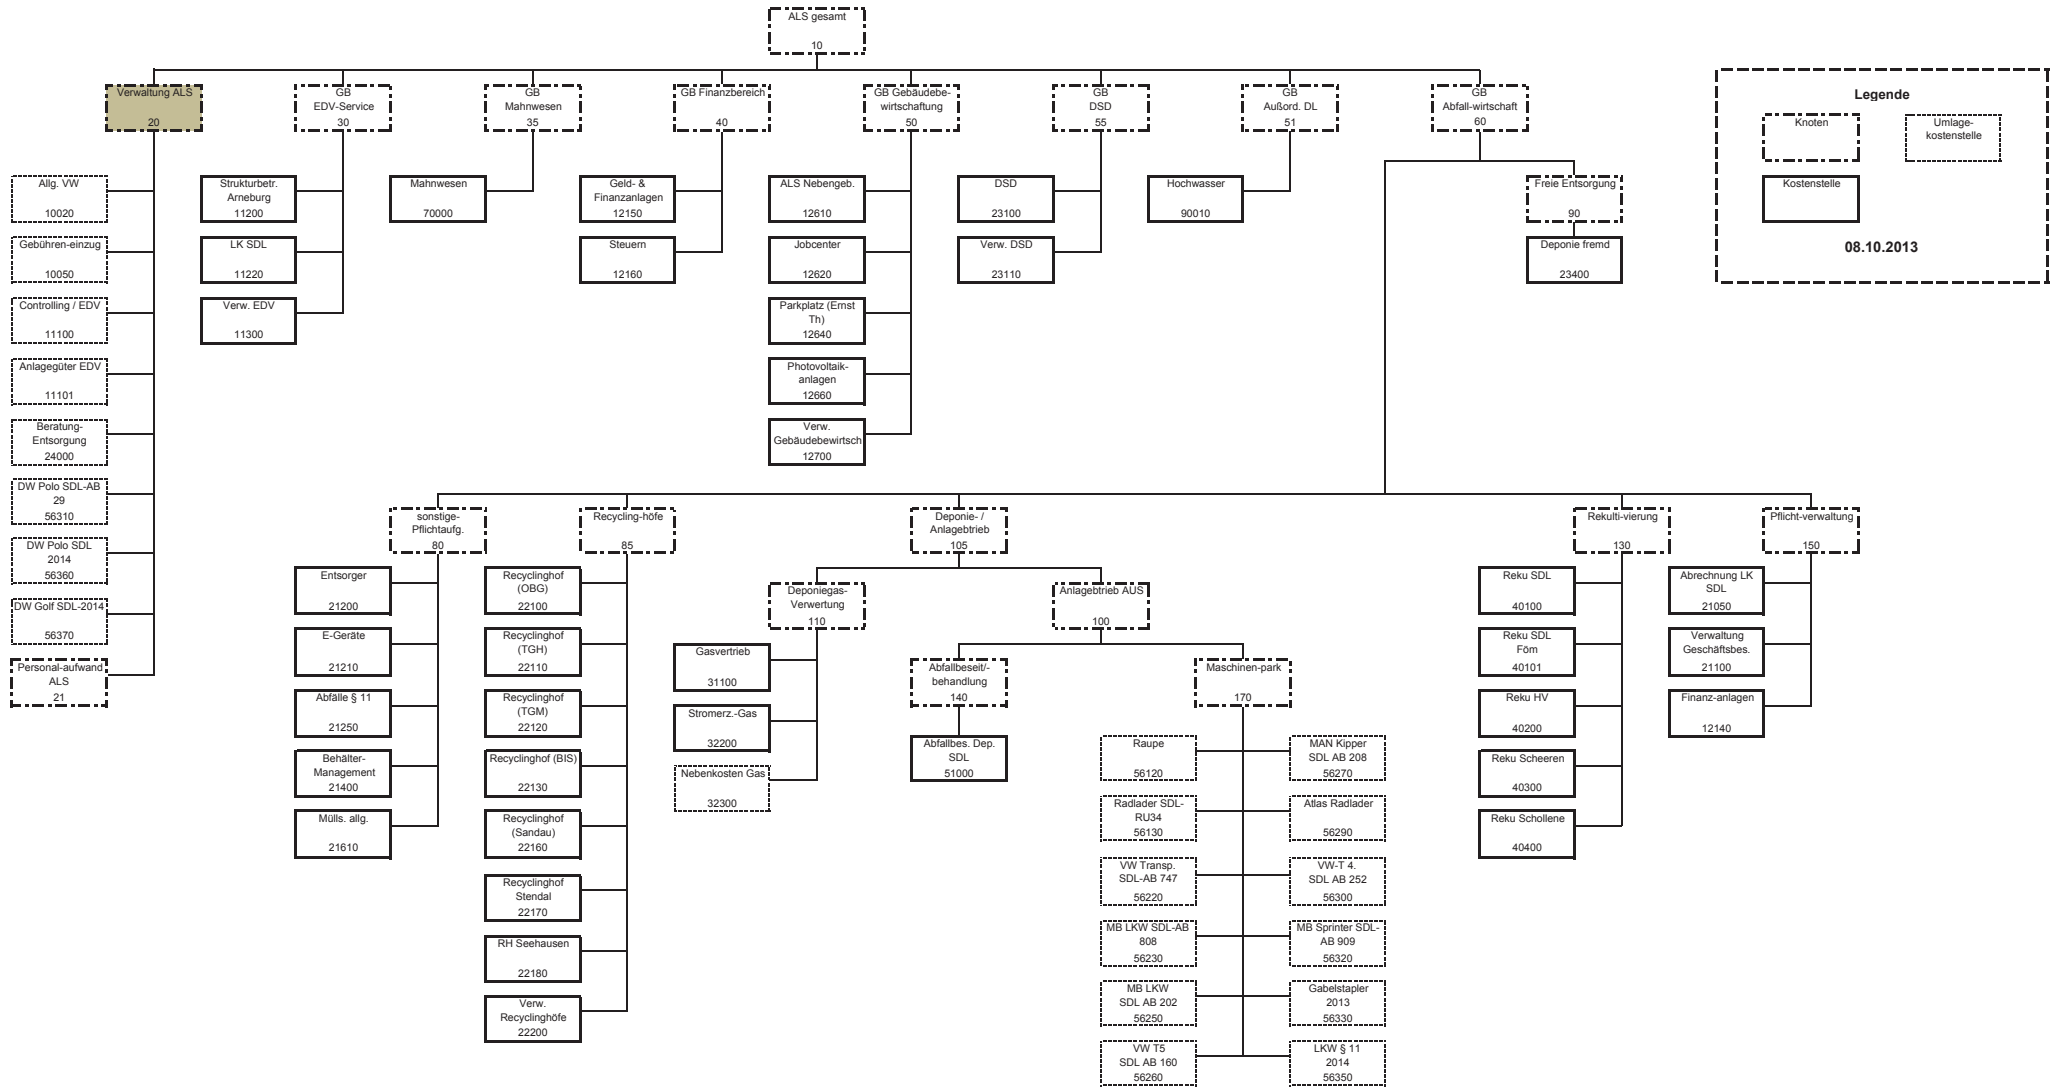 ALS gesamt
10
Verwaltung ALS
20
GB
EDV-Service
30
GB
Mahnwesen
35
GB Finanzbereich
40
GB Gebäudebe-
wirtschaftung
50
GB
DSD
55
GB
Außord. DL
51
GB
Abfall-wirtschaft
60
Legende
Knoten
Umlage-
kostenstelle
Kostenstelle
08.10.2013
Allg. VW
10020
Gebühren-einzug
10050
Controlling / EDV
11100
Anlagegüter EDV
11101
Beratung-
Entsorgung
24000
DW Polo SDL-AB
29
56310
DW Polo SDL
2014
56360
DW Golf SDL-2014
56370
Personal-aufwand
ALS
21
Strukturbetr.
Arneburg
11200
LK SDL
11220
Verw. EDV
11300
Mahnwesen
70000
Geld- &
Finanzanlagen
12150
Steuern
12160
ALS Nebengeb.
12610
Jobcenter
12620
Parkplatz (Ernst
Th)
12640
Photovoltaik-
anlagen
12660
Verw.
Gebäudebewirtsch
12700
DSD
23100
Verw. DSD
23110
Hochwasser
90010
Freie Entsorgung
90
Deponie fremd
23400
sonstige-
Pflichtaufg.
80
Recycling-höfe
85
Deponie- /
Anlagebtrieb
105
Rekulti-vierung
130
Pflicht-verwaltung
150
Entsorger
21200
E-Geräte
21210
Abfälle § 11
21250
Behälter-
Management
21400
Mülls. allg.
21610
Recyclinghof
(OBG)
22100
Recyclinghof
(TGH)
22110
Recyclinghof
(TGM)
22120
Recyclinghof (BIS)
22130
Recyclinghof
(Sandau)
22160
Recyclinghof
Stendal
22170
RH Seehausen
22180
Verw.
Recyclinghöfe
22200
Deponiegas-
Verwertung
110
Anlagebtrieb AUS
100
Gasvertrieb
31100
Stromerz.-Gas
32200
Nebenkosten Gas
32300
Abfallbeseit/-
behandlung
140
Abfallbes. Dep.
SDL
51000
Maschinen-park
170
Raupe
56120
MAN Kipper
SDL AB 208
56270
Radlader SDL-
RU34
56130
Atlas Radlader
56290
VW Transp.
SDL-AB 747
56220
VW-T 4.
SDL AB 252
56300
MB LKW SDL-AB
808
56230
MB Sprinter SDL-
AB 909
56320
MB LKW
SDL AB 202
56250
Gabelstapler
2013
56330
VW T5
SDL AB 160
56260
LKW § 11
2014
56350
Reku SDL
40100
Reku SDL
Föm
40101
Reku HV
40200
Reku Scheeren
40300
Reku Schollene
40400
Abrechnung LK
SDL
21050
Verwaltung
Geschäftsbes.
21100
Finanz-anlagen
12140